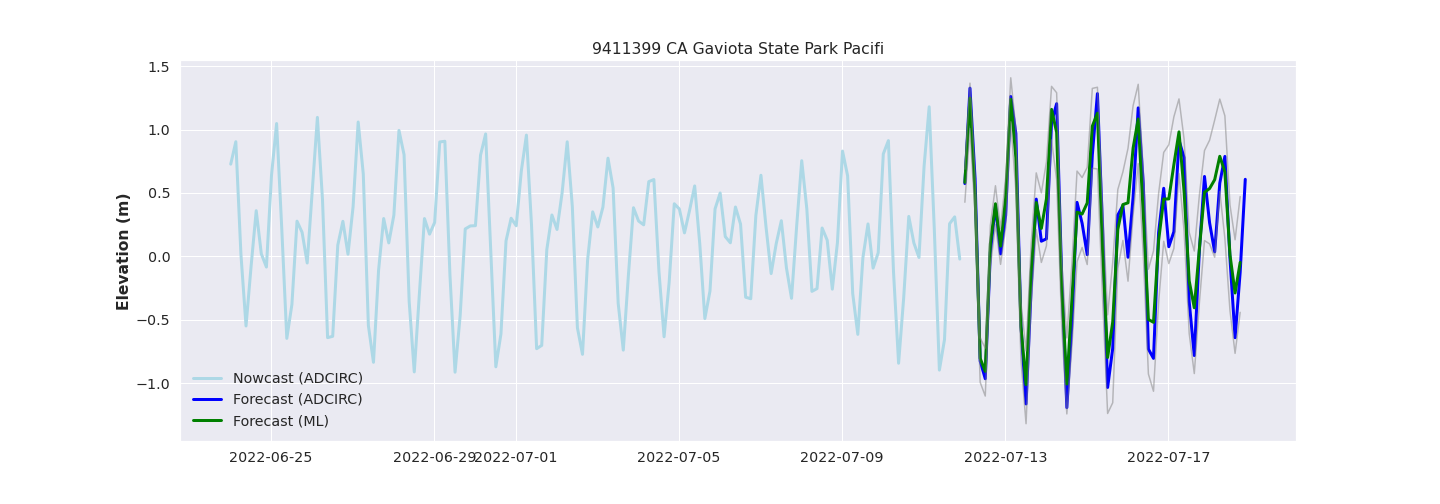 9411399 CA Gaviota State Park Pacifi
Elevation (m)
1.5
1.0
0.5
0.0
−0.5
−1.0
Nowcast (ADCIRC)
Forecast (ADCIRC)
Forecast (ML)
2022-06-25 2022-06-29 2022-07-01 2022-07-05 2022-07-09 2022-07-13 2022-07-17